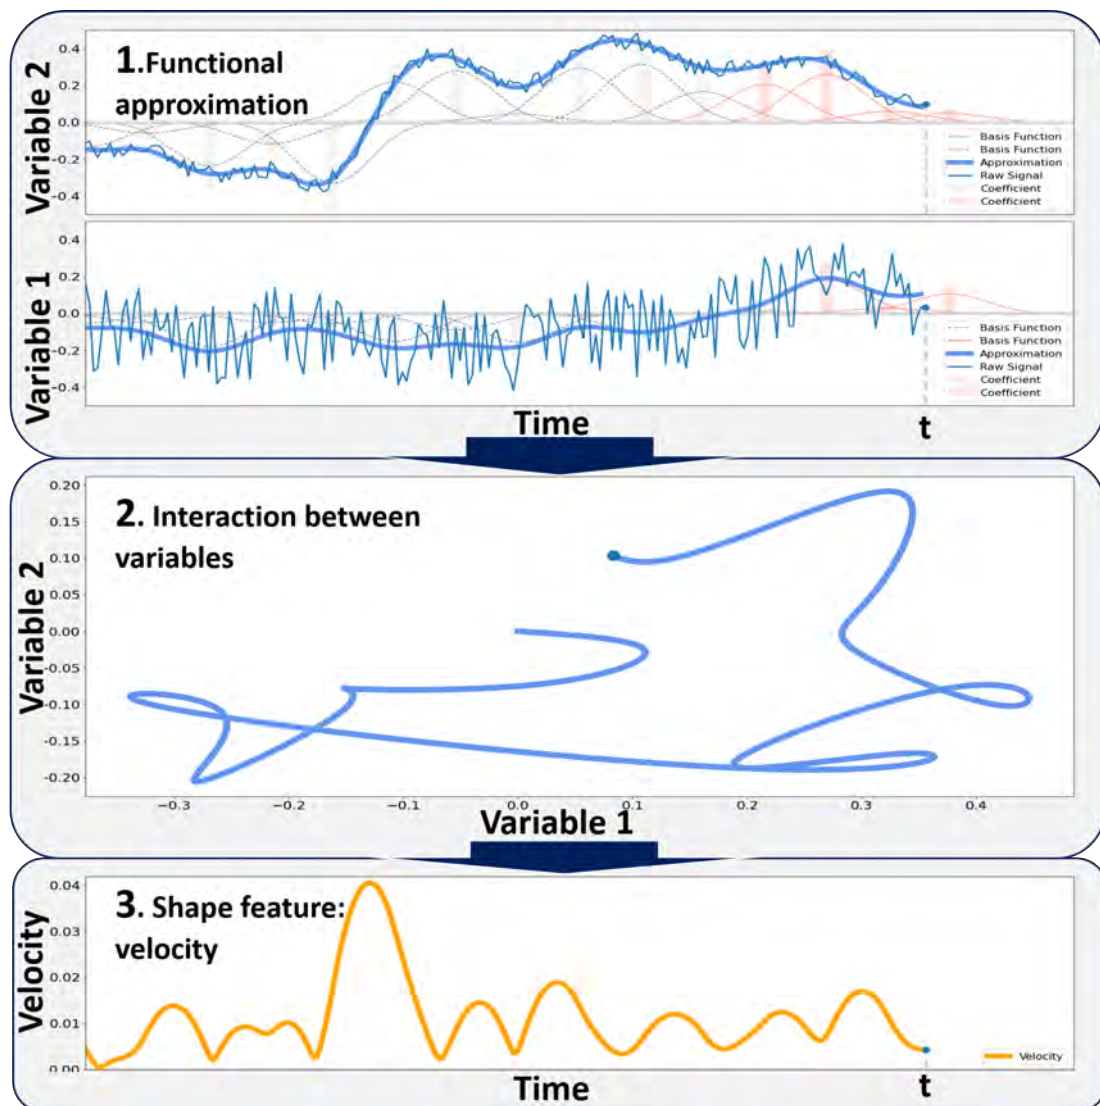 1.Functional
approximation
Variable 2
0.4
0.2
0.0
−0.2
−0.4
Basis Function
Basis Function
Approximation
Raw Signal
Coefficient
Coefficient
Variable 1
0.4
0.2
0.0
−0.2
−0.4
Basis Function
Basis Function
Approximation
Raw Signal
Coefficient
Coefficient
Time
t
2. Interaction between
variables
Variable 2
0.20
0.15
0.10
0.05
0.00
-0.05
-0.10
-0.15
-0.20
−0.3 −0.2 −0.1 0.0 0.1 0.2 0.3 0.4
Variable 1
3. Shape feature:
velocity
Velocity
0.04
0.03
0.02
0.01
0.00
Velocity
Time
t